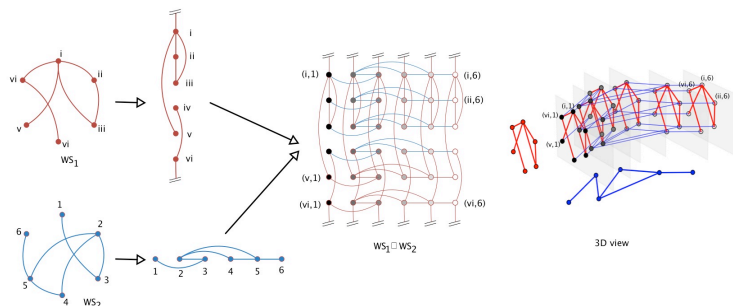 i
ii
iii
vi
v
vi
WS1
i
ii
iii
iv
v
vi
1
2
3
4
5
6
WS2
1 2 3 4 5 6
(i,1) (i,6)
(ii,6)
(v,1)
(vi,1) (vi,6)
WS1□WS2
(i,1)
(vi,1)
(v,1)
(vi,6)
(i,6)
(ii,6)
3D view